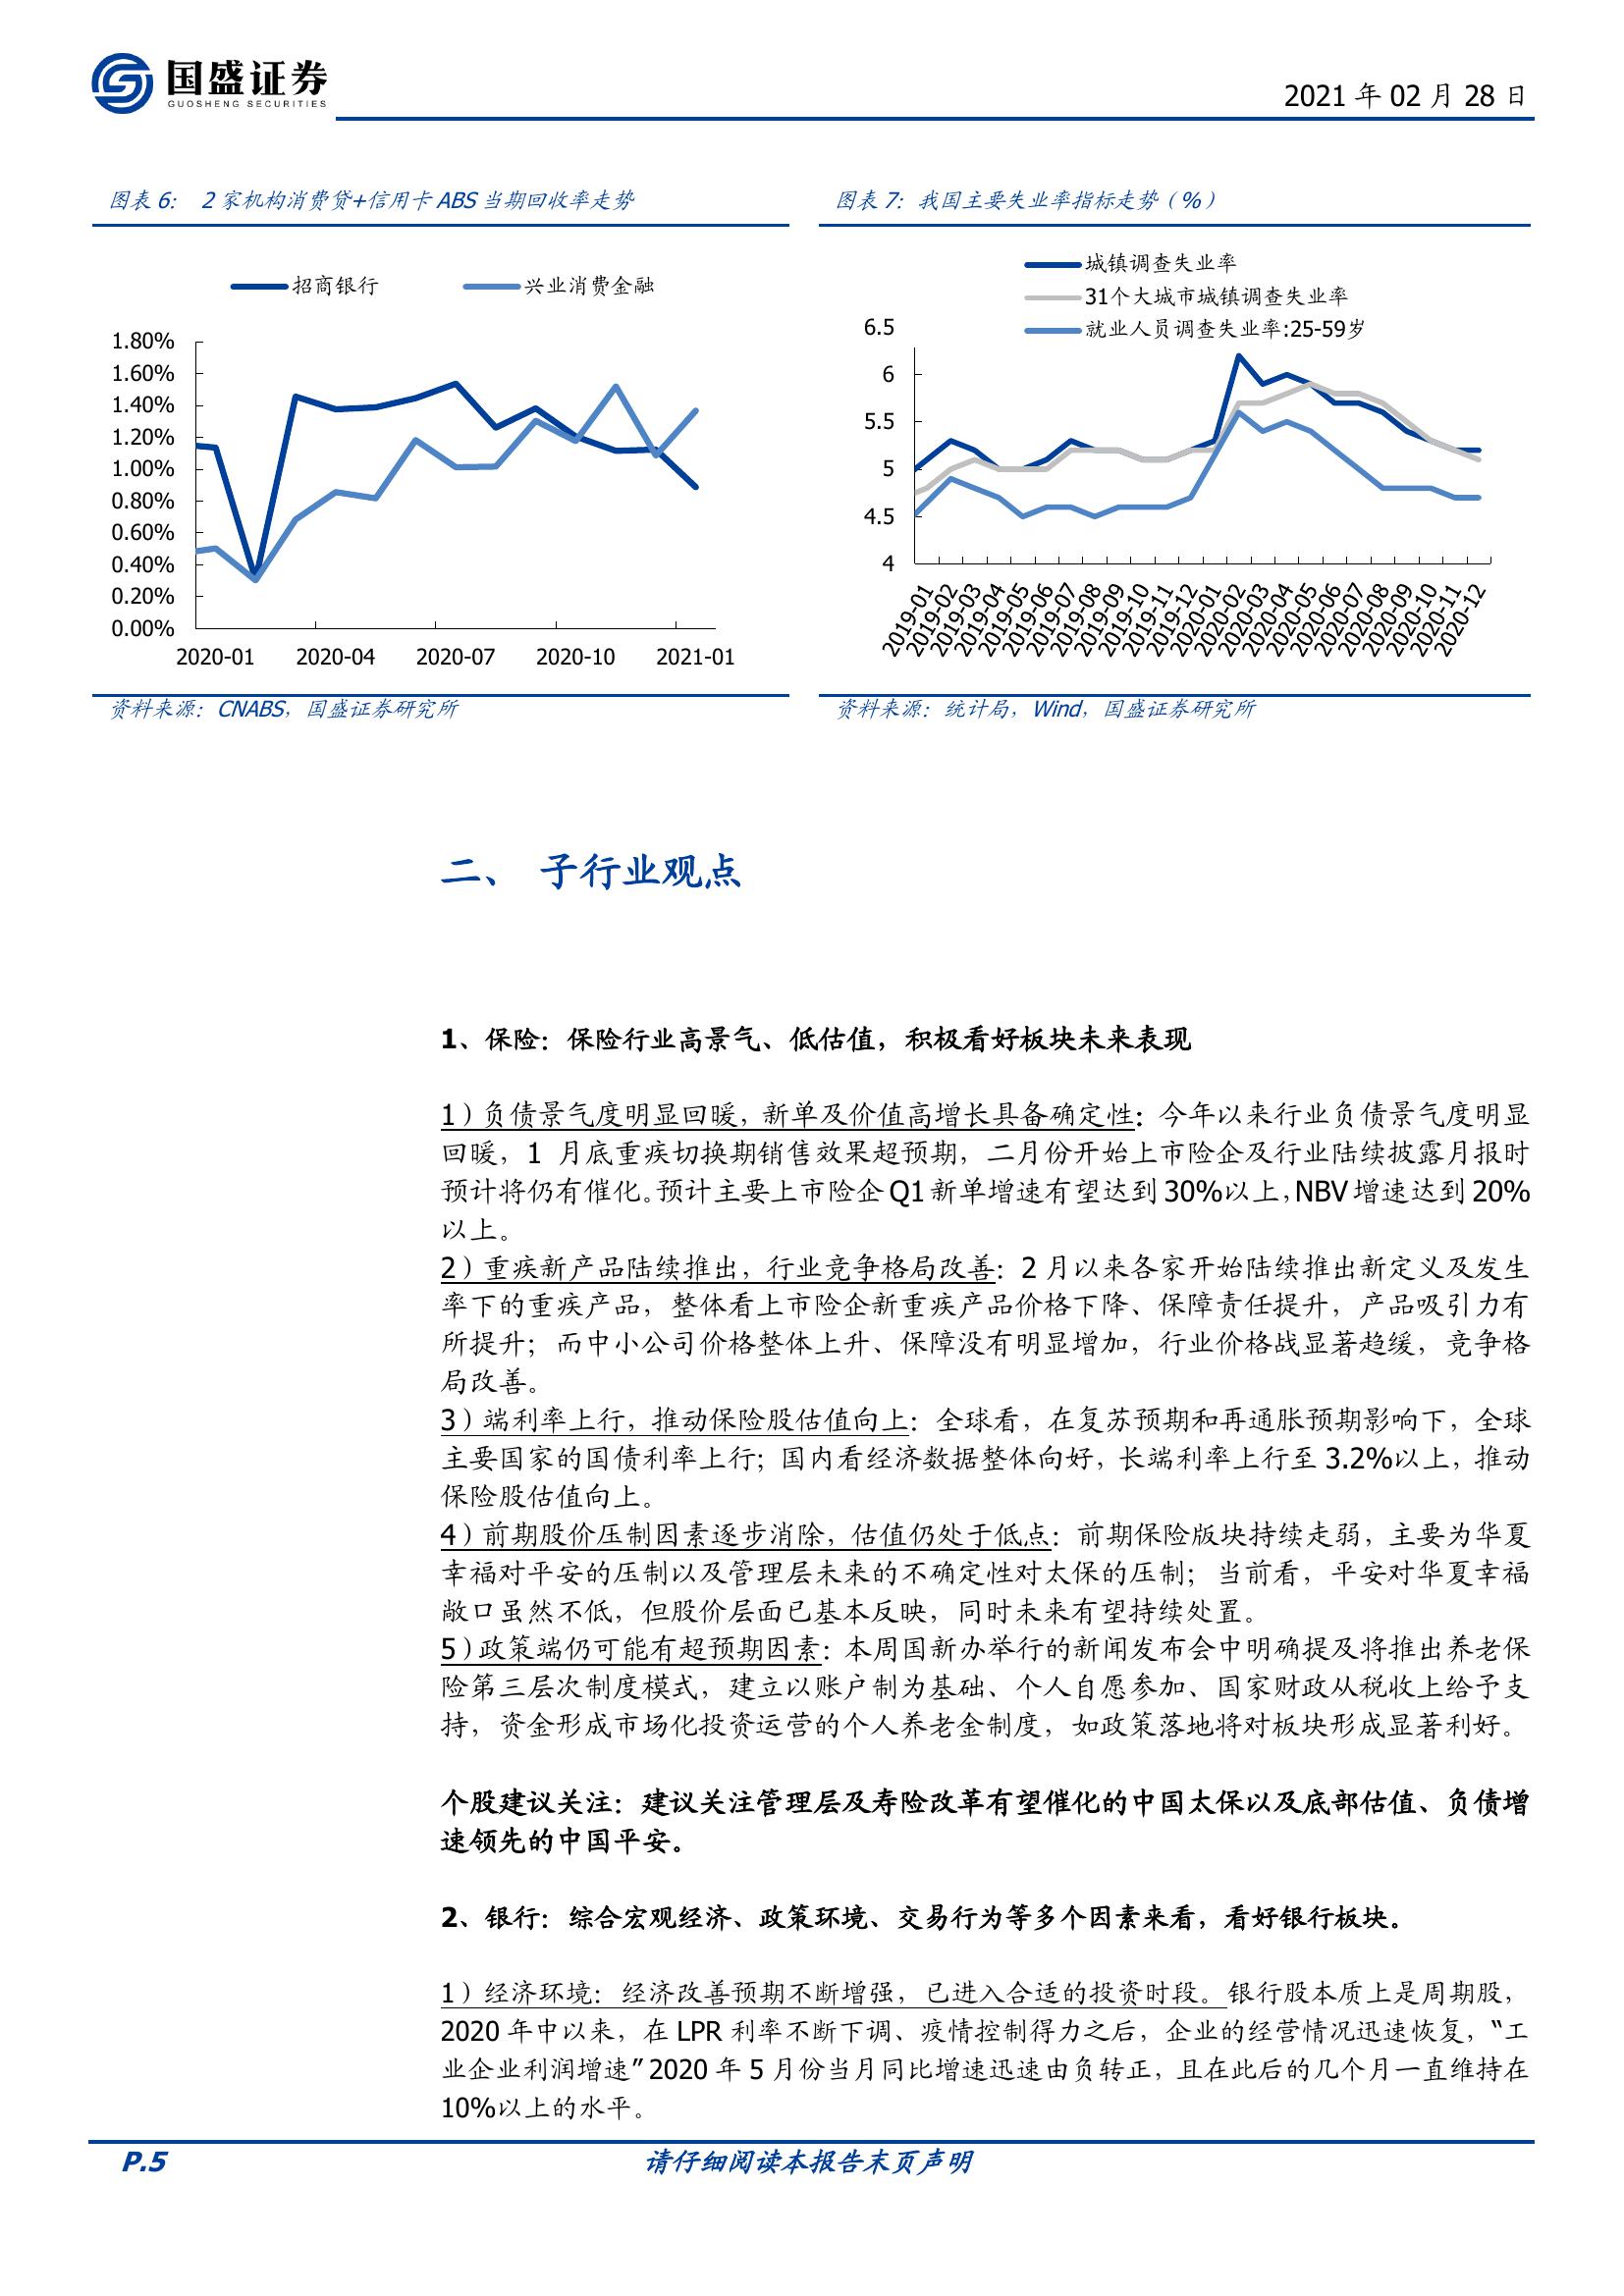 国盛证券
GUOSHENG SECURITIES
2021 年 02 月 28 日
图表 6： 2 家机构消费贷+信用卡 ABS 当期回收率走势
招商银行
兴业消费金融
1.80%
1.60%
1.40%
1.20%
1.00%
0.80%
0.60%
0.40%
0.20%
0.00%
2020-01
2020-04
2020-07
2020-10
2021-01
资料来源：CNABS，国盛证券研究所
图表 7：我国主要失业率指标走势（%）
城镇调查失业率
31个大城市城镇调查失业率
就业人员调查失业率:25-59岁
6.5
6
5.5
5
4.5
4
2019-01
2019-02
2019-03
2019-04
2019-05
2019-06
2019-07
2019-08
2019-09
2019-10
2019-11
2019-12
2020-01
2020-02
2020-03
2020-04
2020-05
2020-06
2020-07
2020-08
2020-09
2020-10
2020-11
2020-12
资料来源：统计局，Wind，国盛证券研究所
二、 子行业观点
1、保险：保险行业高景气、低估值，积极看好板块未来表现
1）负债景气度明显回暖，新单及价值高增长具备确定性：今年以来行业负债景气度明显
回暖，1 月底重疾切换期销售效果超预期，二月份开始上市险企及行业陆续披露月报时
预计将仍有催化。预计主要上市险企 Q1 新单增速有望达到 30%以上，NBV 增速达到 20%
以上。
2）重疾新产品陆续推出，行业竞争格局改善：2 月以来各家开始陆续推出新定义及发生
率下的重疾产品，整体看上市险企新重疾产品价格下降、保障责任提升，产品吸引力有
所提升；而中小公司价格整体上升、保障没有明显增加，行业价格战显著趋缓，竞争格
局改善。
3）端利率上行，推动保险股估值向上：全球看，在复苏预期和再通胀预期影响下，全球
主要国家的国债利率上行；国内看经济数据整体向好，长端利率上行至 3.2%以上，推动
保险股估值向上。
4）前期股价压制因素逐步消除，估值仍处于低点：前期保险版块持续走弱，主要为华夏
幸福对平安的压制以及管理层未来的不确定性对太保的压制；当前看，平安对华夏幸福
敞口虽然不低，但股价层面已基本反映，同时未来有望持续处置。
5）政策端仍可能有超预期因素：本周国新办举行的新闻发布会中明确提及将推出养老保
险第三层次制度模式，建立以账户制为基础、个人自愿参加、国家财政从税收上给予支
持，资金形成市场化投资运营的个人养老金制度，如政策落地将对板块形成显著利好。
个股建议关注：建议关注管理层及寿险改革有望催化的中国太保以及底部估值、负债增
速领先的中国平安。
2、银行：综合宏观经济、政策环境、交易行为等多个因素来看，看好银行板块。
1）经济环境：经济改善预期不断增强，已进入合适的投资时段。银行股本质上是周期股，
2020 年中以来，在 LPR 利率不断下调、疫情控制得力之后，企业的经营情况迅速恢复，“工
业企业利润增速”2020 年 5 月份当月同比增速迅速由负转正，且在此后的几个月一直维持在
10%以上的水平。
P.5
请仔细阅读本报告末页声明